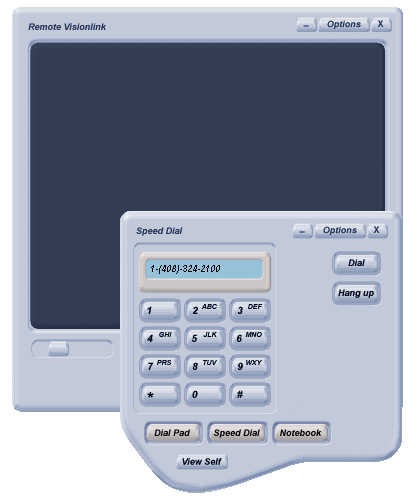 Remote Visionlink
– Options X
Speed Dial
– Options X
1-(408)-324-2100
Dial
Hang up
1 2 ABC 3 DEF
4 GHI 5 JLK 6 MNO
7 PRS 8 TUV 9 WXY
* 0 #
Dial Pad Speed Dial Notebook
View Self